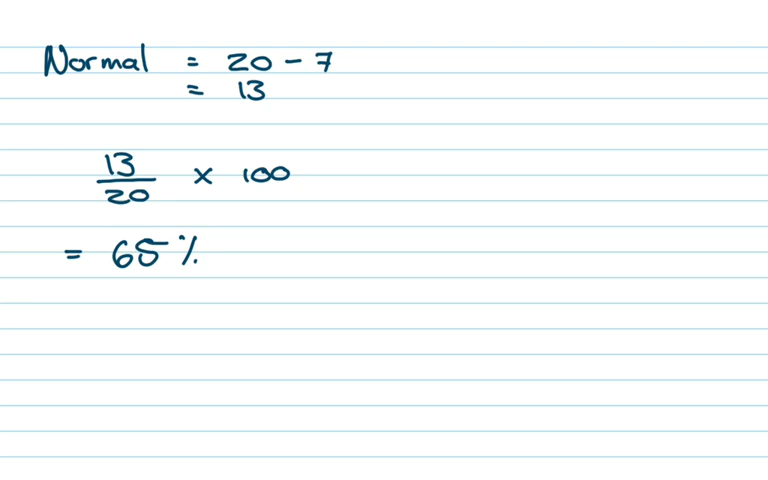 Normal = 20 - 7
= 13
13/20 × 100
= 65 %